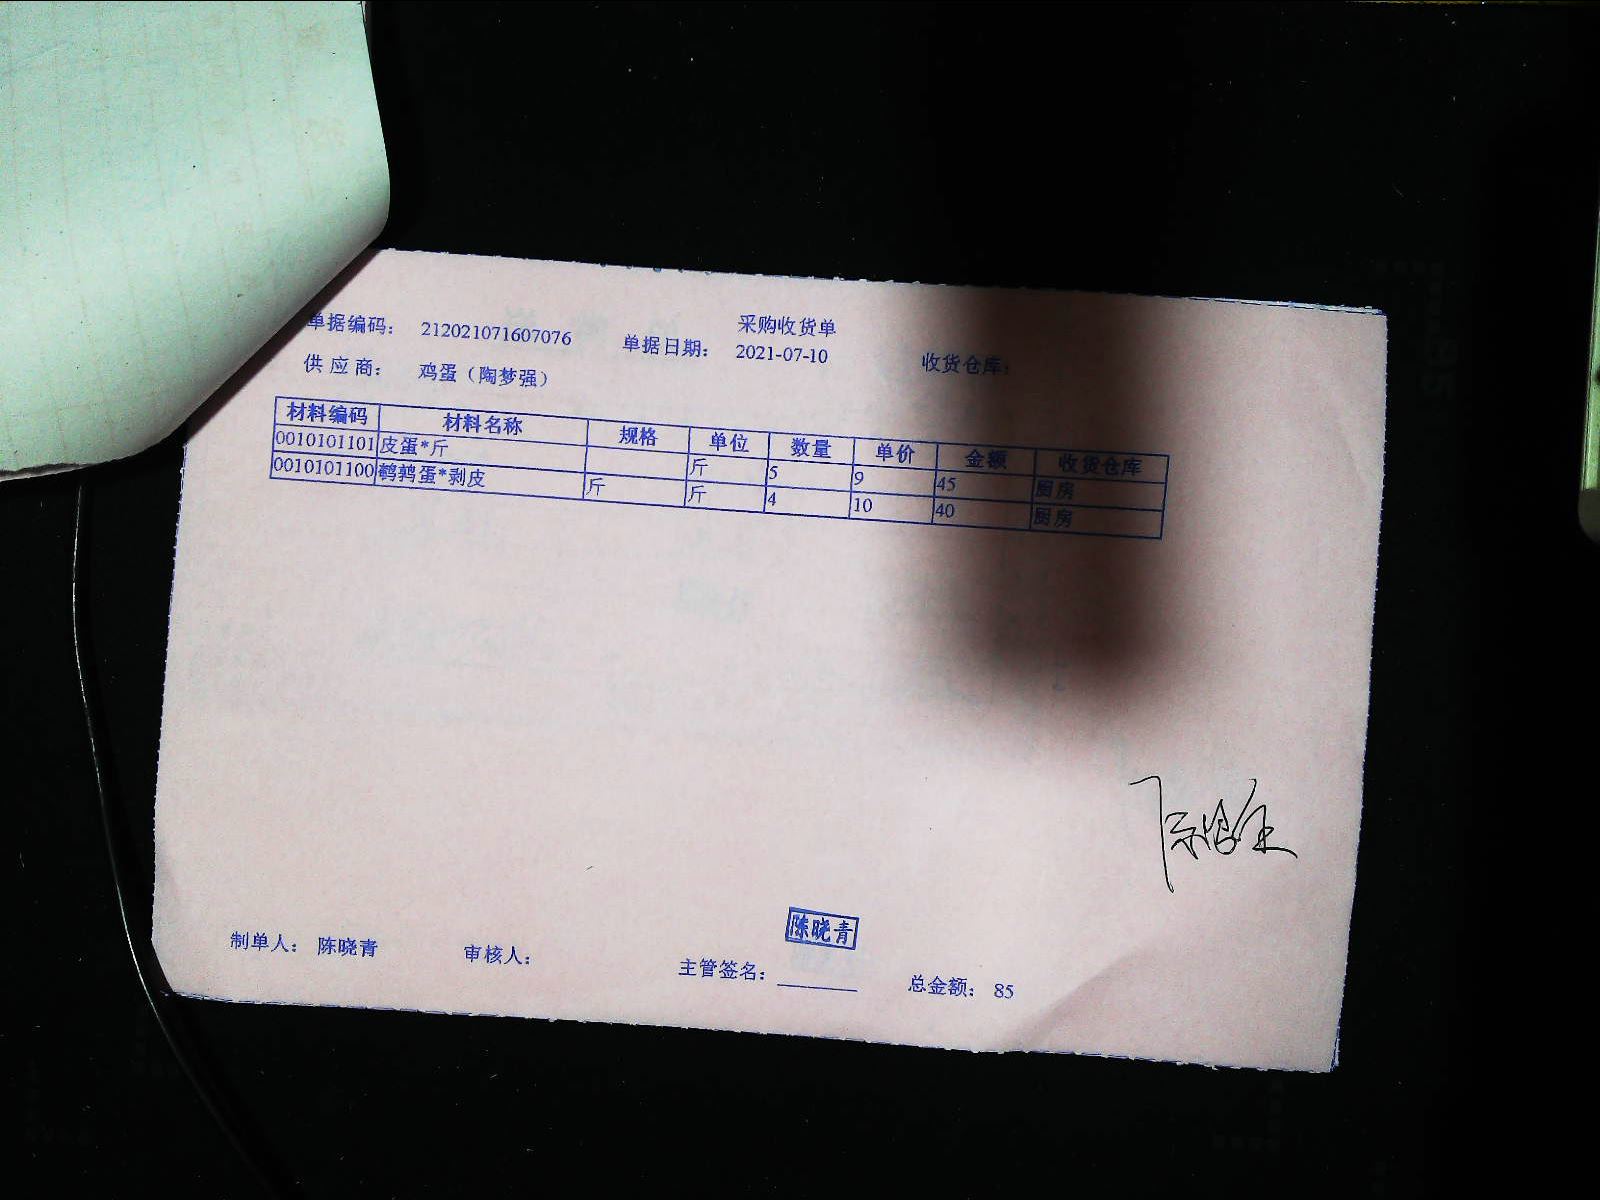 采购收货单
单据编码： 212021071607076 单据日期： 2021-07-10 收货仓库：
供 应 商： 鸡蛋（陶梦强）
材料编码 材料名称 规格 单位 数量 单价 金额 收货仓库
0010101101 皮蛋*斤 斤 5 9 45 厨房
0010101100 鹌鹑蛋*剥皮 斤 斤 4 10 40 厨房
陈晓青
制单人： 陈晓青 审核人： 主管签名： 总金额： 85